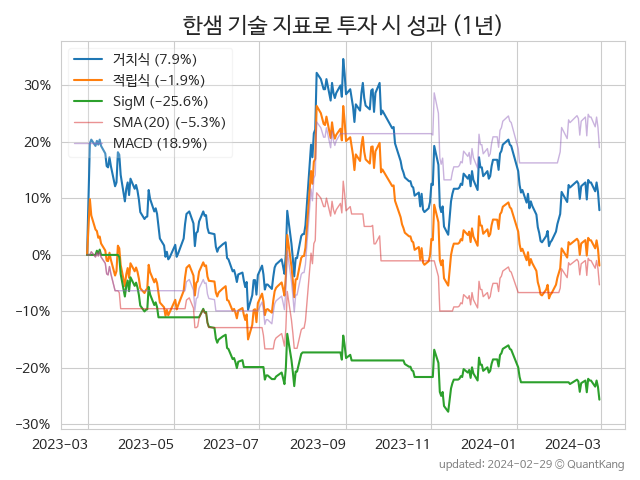 한샘 기술 지표로 투자 시 성과 (1년)
거치식 (7.9%)
적립식 (−1.9%)
SigM (−25.6%)
SMA(20) (−5.3%)
MACD (18.9%)
30%
20%
10%
0%
−10%
−20%
−30%
2023-03 2023-05 2023-07 2023-09 2023-11 2024-01 2024-03
updated: 2024-02-29 © QuantKang